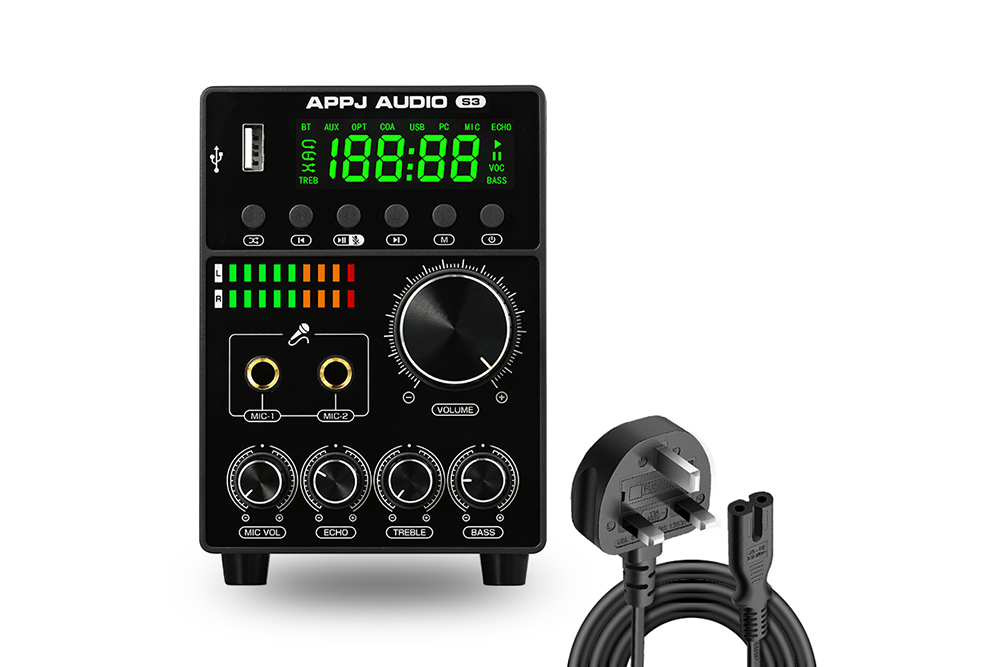 APPJ AUDIO S3
BT AUX OPT COA USB PC MIC ECHO
188:88
VOC
TREB BASS
M
L
R
MIC-1 MIC-2
VOLUME
MIC VOL ECHO TREBLE BASS